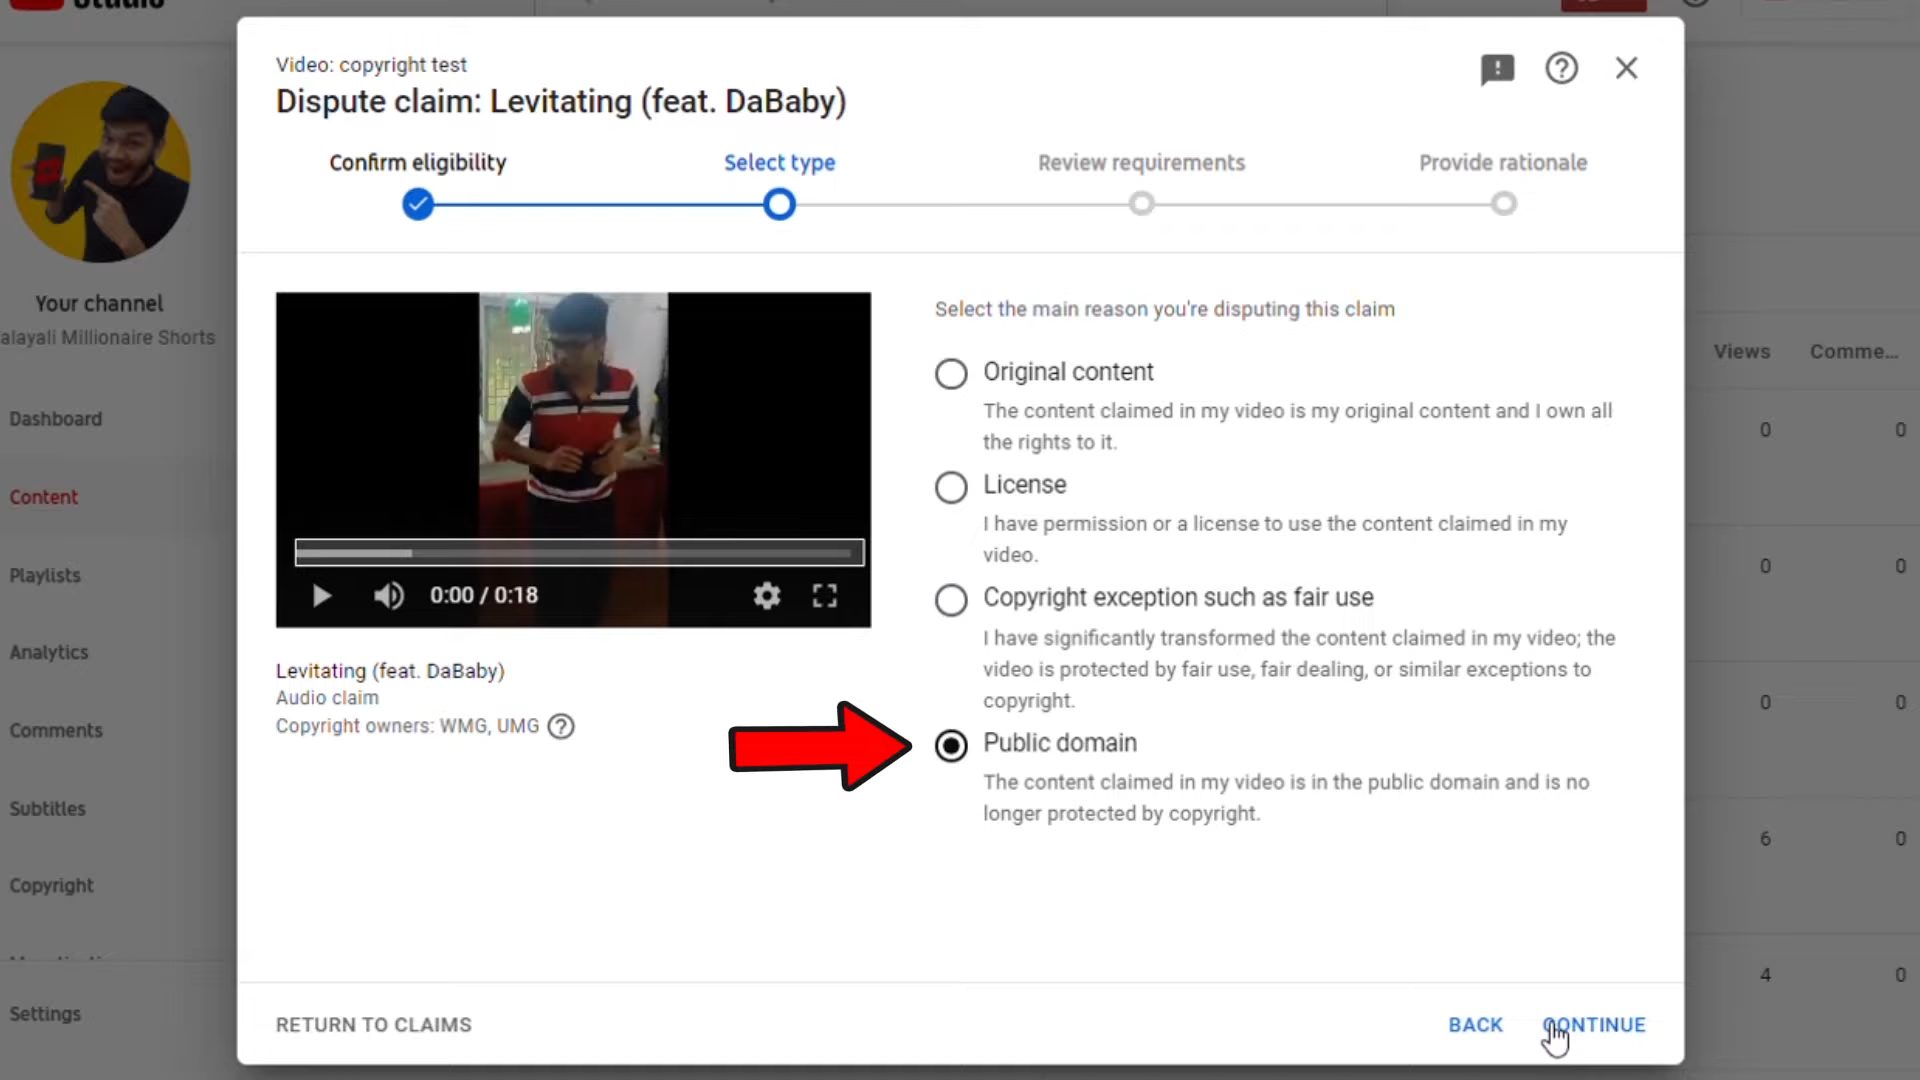 Studio
Video: copyright test
Dispute claim: Levitating (feat. DaBaby)
Confirm eligibility
Select type
Review requirements
Provide rationale
Your channel
alayali Millionaire Shorts
Dashboard
Content
Playlists
Analytics
Comments
Subtitles
Copyright
Settings
0:00 / 0:18
Levitating (feat. DaBaby)
Audio claim
Copyright owners: WMG, UMG
Select the main reason you're disputing this claim
Original content
The content claimed in my video is my original content and I own all
the rights to it.
License
I have permission or a license to use the content claimed in my
video.
Copyright exception such as fair use
I have significantly transformed the content claimed in my video; the
video is protected by fair use, fair dealing, or similar exceptions to
copyright.
Public domain
The content claimed in my video is in the public domain and is no
longer protected by copyright.
Views Comme...
0 0
0 0
0 0
6 0
4 0
RETURN TO CLAIMS
BACK
CONTINUE